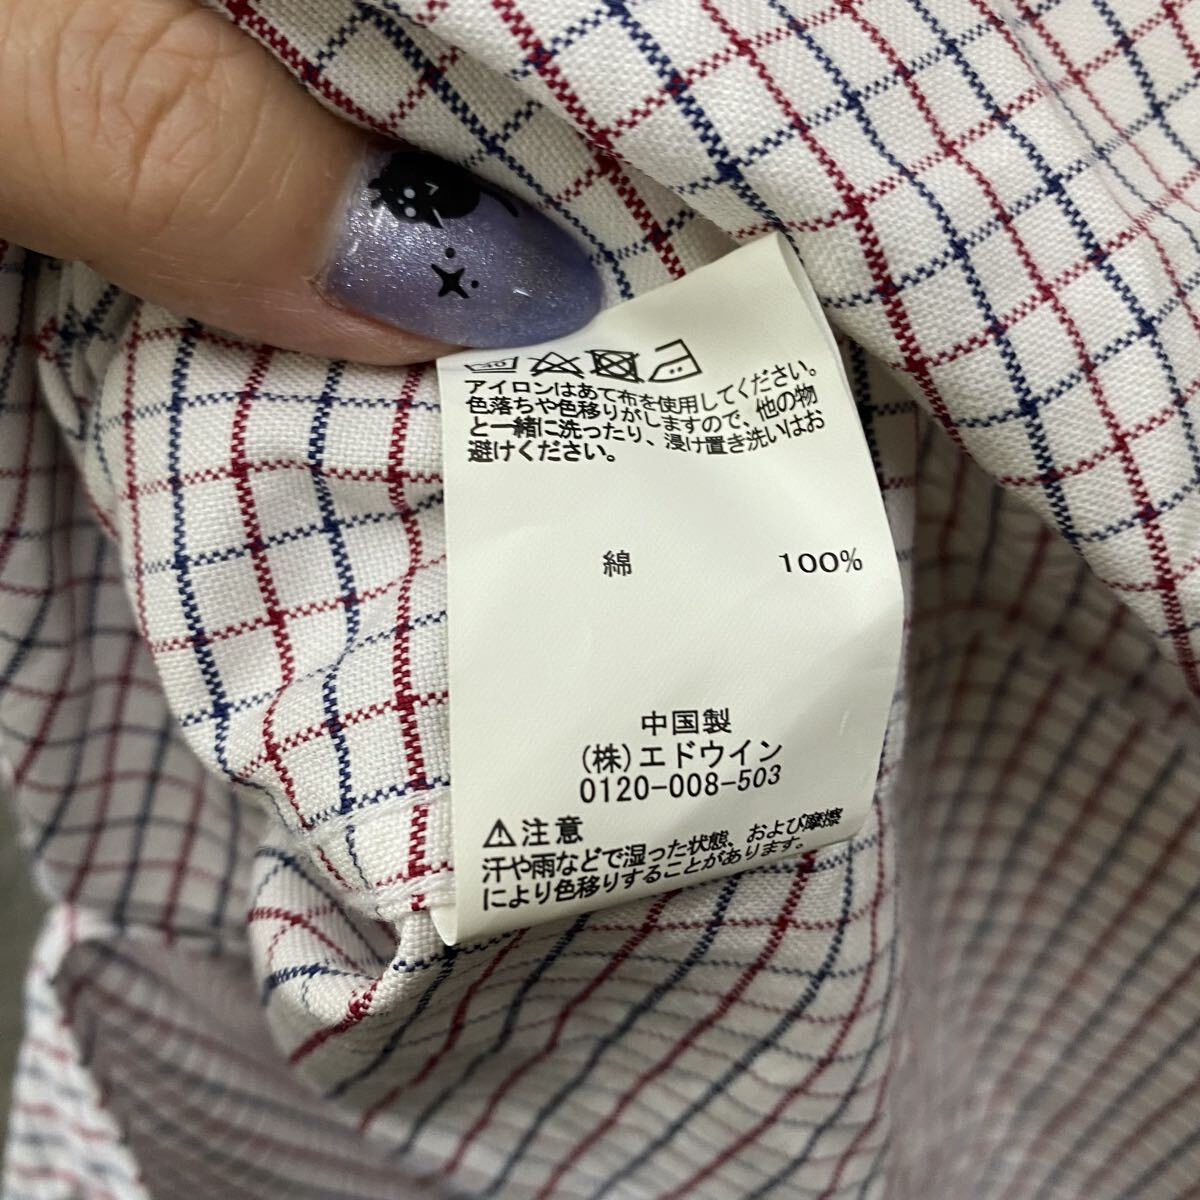 40
アイロンはあて布を使用してください。
色落ちや色移りがしますので、他の物
と一緒に洗ったり、浸け置き洗いはお
避けください。
綿 100%
中国製
(株)エドウイン
0120-008-503
⚠注意
汗や雨などで湿った状態、および摩擦
により色移りすることがあります。